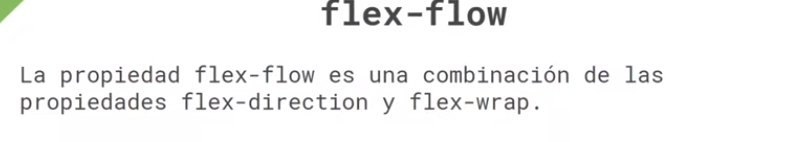 flex-flow
La propiedad flex-flow es una combinación de las
propiedades flex-direction y flex-wrap.